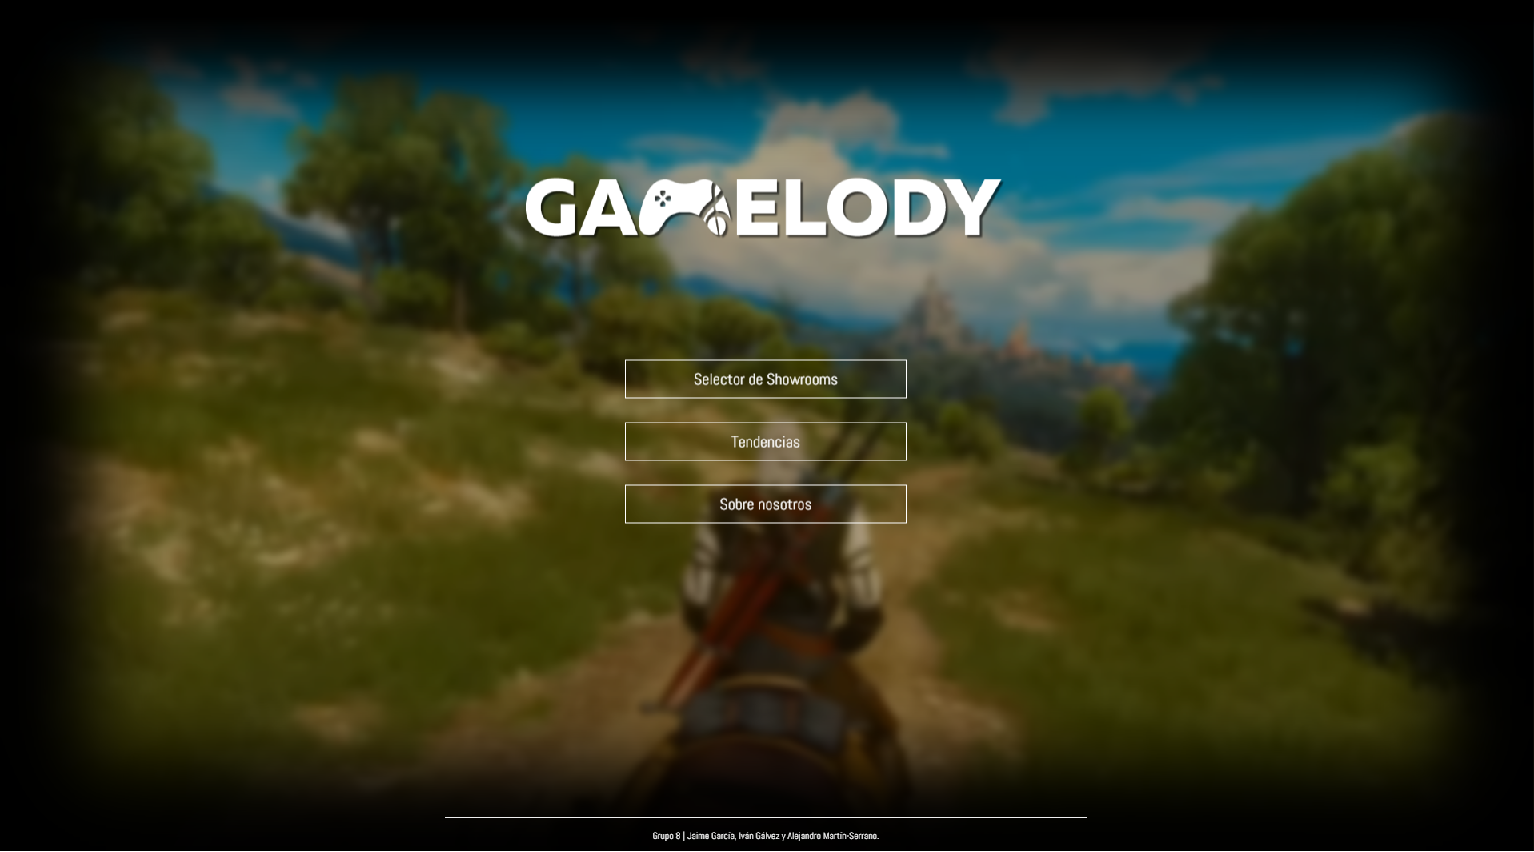 GAMELODY
Selector de Showrooms
Tendencias
Sobre nosotros
Grupo 8 | Jaime García, Iván Gálvez y Alejandro Martín-Serrano.